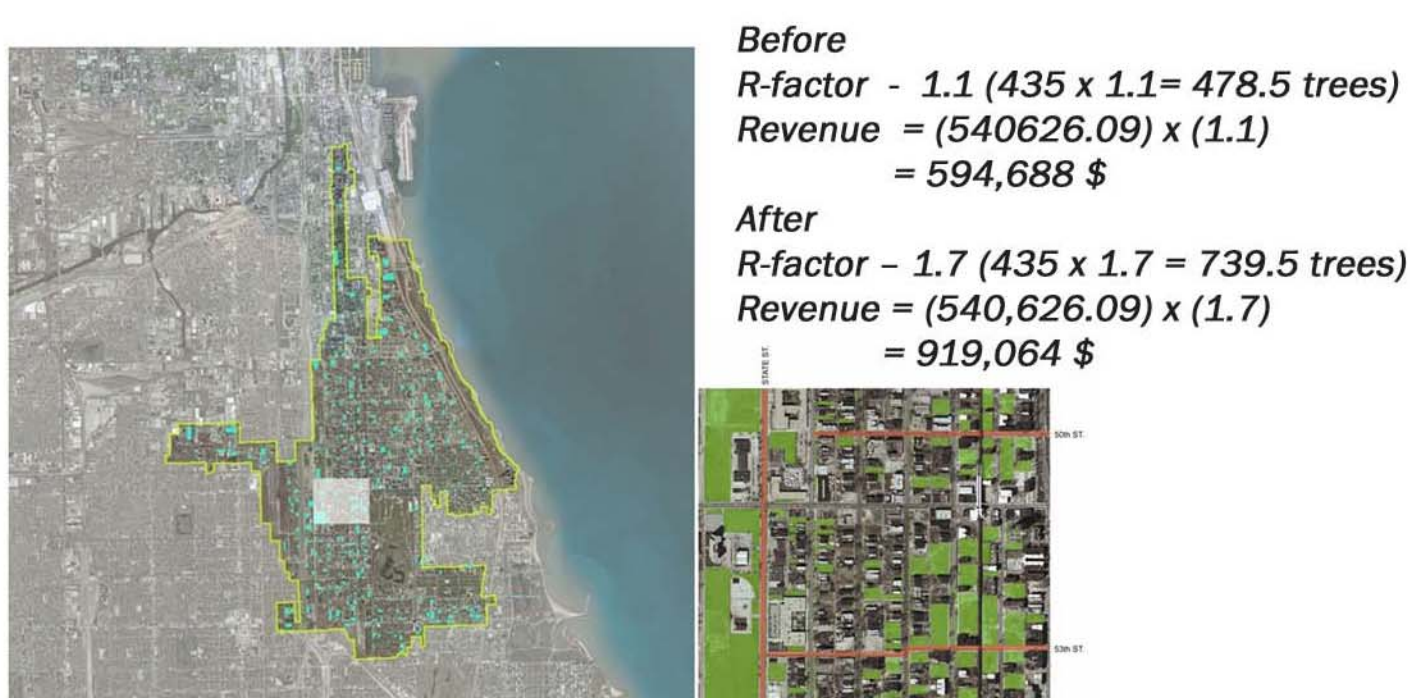 Before
R-factor - 1.1 (435 x 1.1= 478.5 trees)
Revenue = (540626.09) x (1.1)
= 594,688 $
After
R-factor – 1.7 (435 x 1.7 = 739.5 trees)
Revenue = (540,626.09) x (1.7)
= 919,064 $
STATE ST.
50th ST.
53th ST.